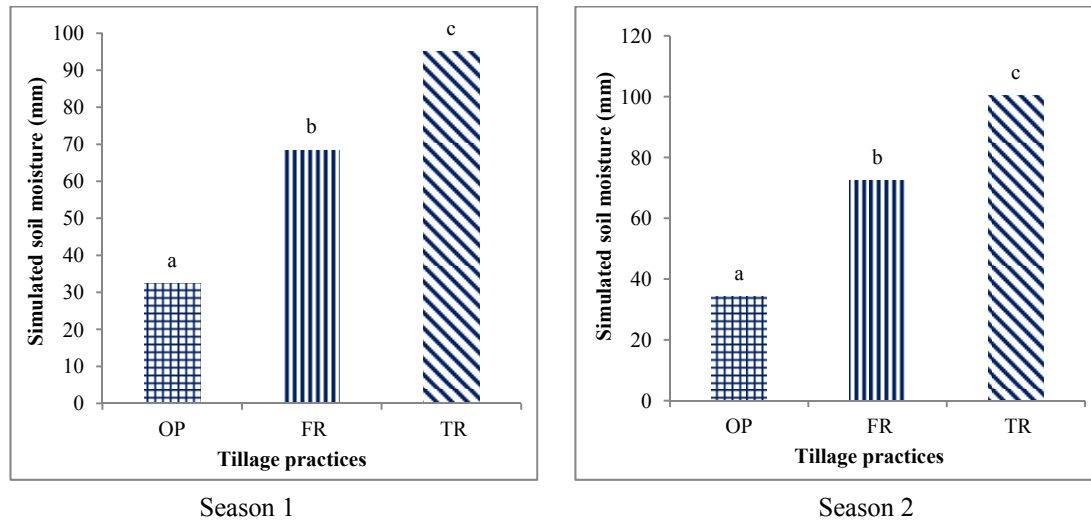 Simulated soil moisture (mm)
100
90
80
70
60
50
40
30
20
10
0
a
b
c
OP FR TR
Tillage practices
Season 1
Simulated soil moisture (mm)
120
100
80
60
40
20
0
a
b
c
OP FR TR
Tillage practices
Season 2